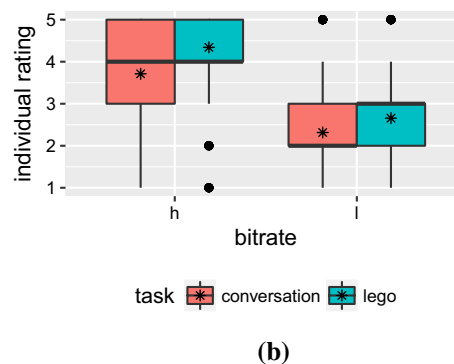 individual rating
5
4
3
2
1
h l
bitrate
task conversation lego
(b)